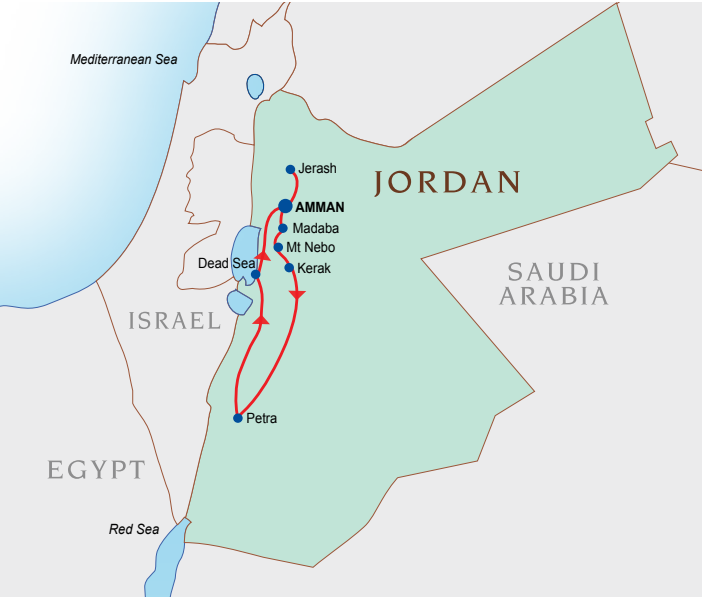 Mediterranean Sea
Jerash
JORDAN
AMMAN
Madaba
Mt Nebo
Dead Sea
Kerak
SAUDI
ARABIA
ISRAEL
Petra
EGYPT
Red Sea